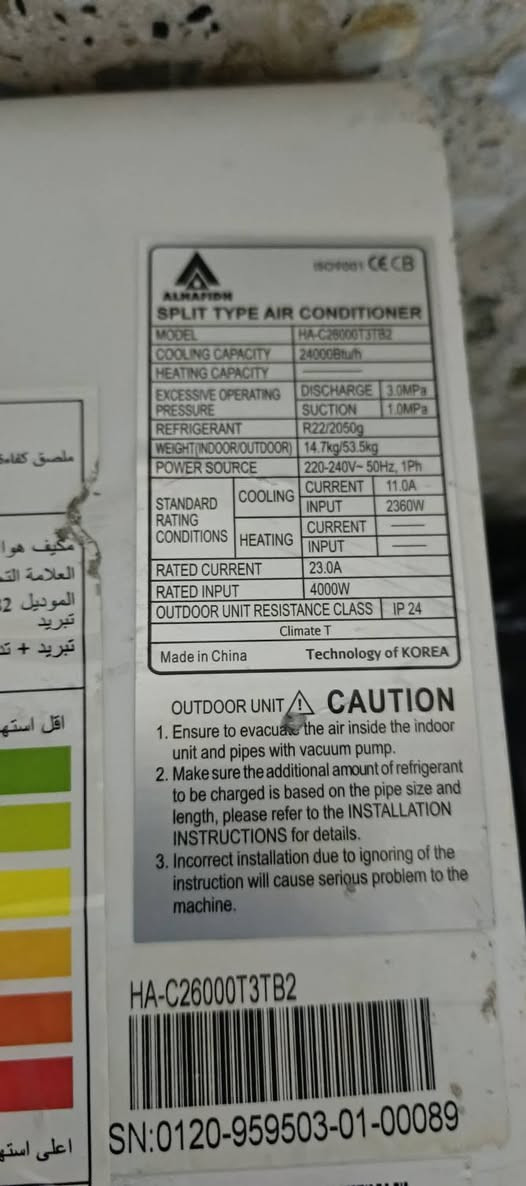 ISO9001 CE CB
ALHAFIDH
SPLIT TYPE AIR CONDITIONER
MODEL HA-C26000T3TB2
COOLING CAPACITY 24000Btu/h
HEATING CAPACITY
EXCESSIVE OPERATING PRESSURE DISCHARGE 3.0MPa
SUCTION 1.0MPa
REFRIGERANT R22/2050g
WEIGHT(INDOOR/OUTDOOR) 14.7kg/53.5kg
POWER SOURCE 220-240V~ 50Hz, 1Ph
STANDARD RATING CONDITIONS COOLING CURRENT 11.0A
INPUT 2360W
HEATING CURRENT
INPUT
RATED CURRENT 23.0A
RATED INPUT 4000W
OUTDOOR UNIT RESISTANCE CLASS IP 24
Climate T
Made in China Technology of KOREA
OUTDOOR UNIT CAUTION
1. Ensure to evacuate the air inside the indoor
unit and pipes with vacuum pump.
2. Make sure the additional amount of refrigerant
to be charged is based on the pipe size and
length, please refer to the INSTALLATION
INSTRUCTIONS for details.
3. Incorrect installation due to ignoring of the
instruction will cause serious problem to the
machine.
HA-C26000T3TB2
SN:0120-959503-01-00089
ملصق
مكيف
العلامة
الموديل
تبريد
تبريد +
اقل
اعلى